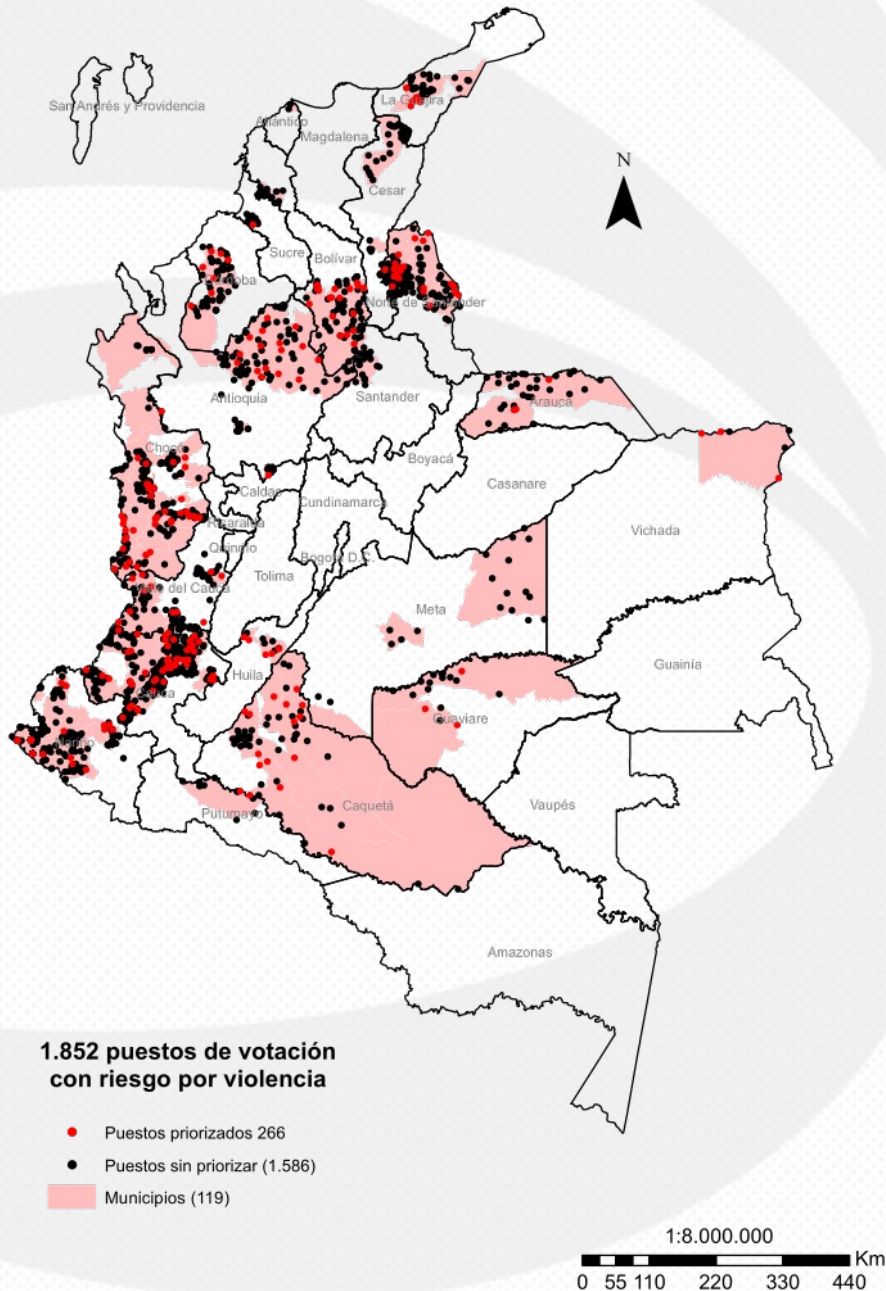 San Andrés y Providencia
La Guajira
Atlántico
Magdalena
Cesar
N
Sucre
Bolívar
Córdoba
Norte de Santander
Antioquia
Santander
Arauca
Chocó
Boyacá
Caldas
Casanare
Cundinamarca
Risaralda
Vichada
Quindío
Bogotá D.C.
Tolima
Valle del Cauca
Meta
Guainía
Huila
Cauca
Guaviare
Nariño
Caquetá
Vaupés
Putumayo
Amazonas
1.852 puestos de votación
con riesgo por violencia
Puestos priorizados 266
Puestos sin priorizar (1.586)
Municipios (119)
1:8.000.000
Km
0 55 110 220 330 440